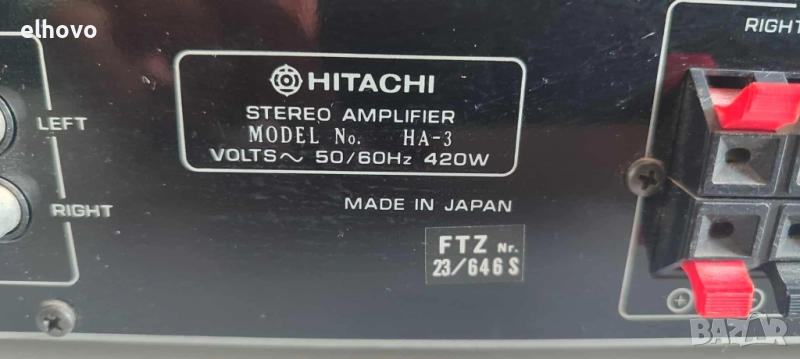 elhovo
RIGHT
HITACHI
STEREO AMPLIFIER
MODEL No. HA-3
VOLTS~ 50/60Hz 420W
LEFT
RIGHT
MADE IN JAPAN
FTZ Nr.
23/646 S
BAZAR